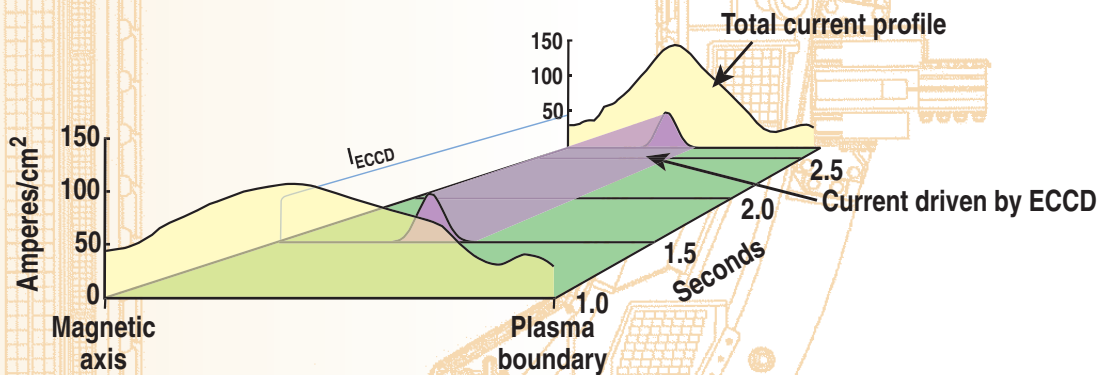 Total current profile
150
100
50
Amperes/cm²
150
100
50
0
I_ECCD
2.5
2.0
1.5
1.0
Seconds
Current driven by ECCD
Magnetic
axis
Plasma
boundary